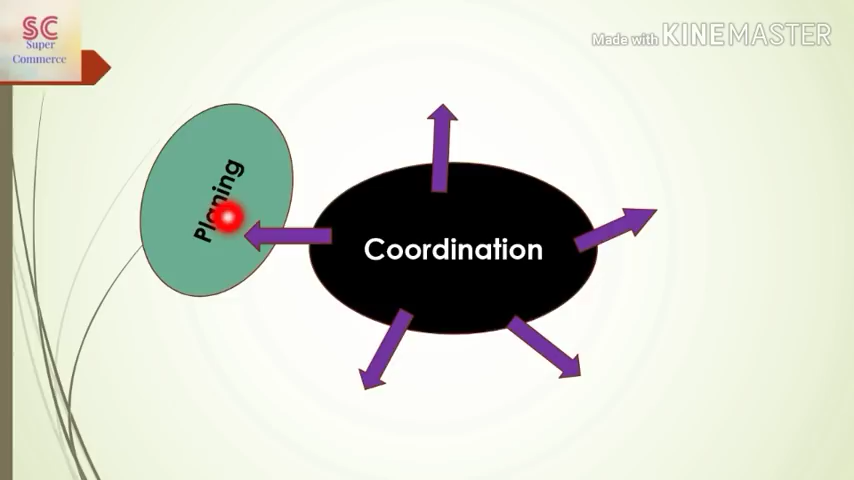 SC
Super
Commerce
Made with KINEMASTER
Planing
Coordination